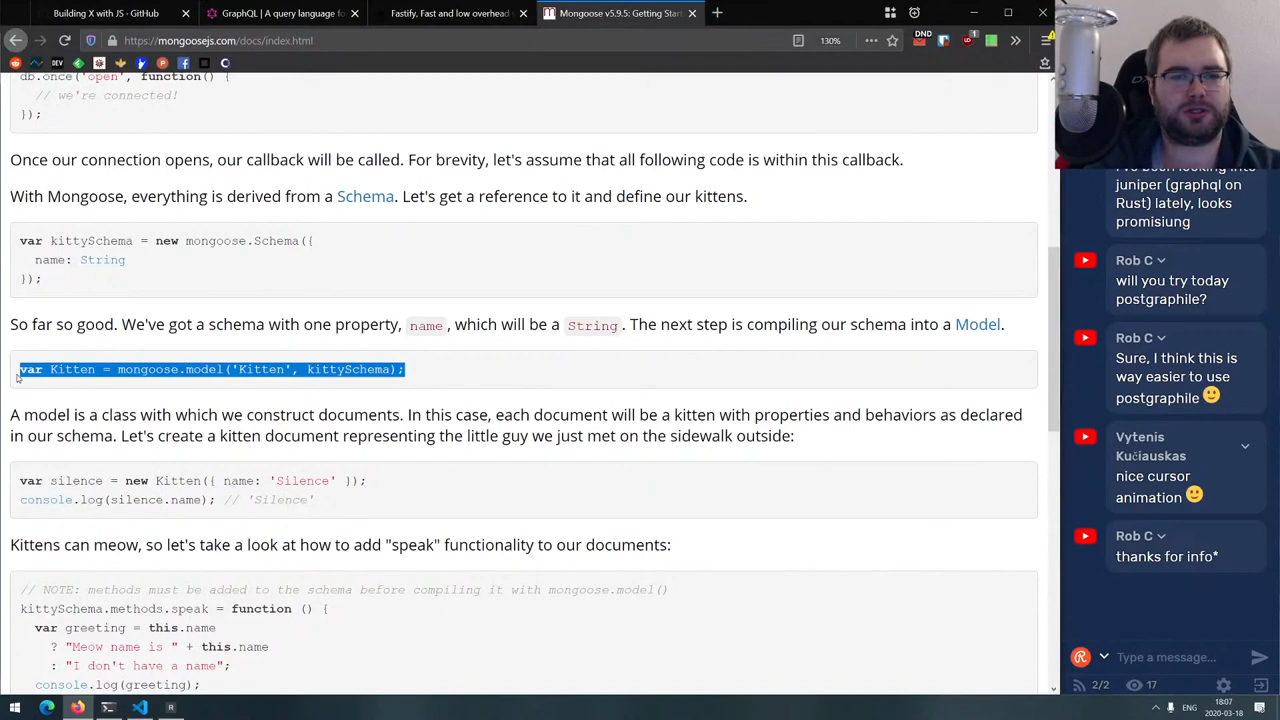 Building X with JS · GitHub
GraphQL | A query language fo
Fastify, Fast and low overhead
Mongoose v5.9.5: Getting Star
https://mongoosejs.com/docs/index.html
130%
DND
1
DEV
db.once('open', function() {
// we're connected!
});
Once our connection opens, our callback will be called. For brevity, let's assume that all following code is within this callback.
With Mongoose, everything is derived from a Schema. Let's get a reference to it and define our kittens.
var kittySchema = new mongoose.Schema({
name: String
});
So far so good. We've got a schema with one property, name, which will be a String. The next step is compiling our schema into a Model.
var Kitten = mongoose.model('Kitten', kittySchema);
A model is a class with which we construct documents. In this case, each document will be a kitten with properties and behaviors as declared
in our schema. Let's create a kitten document representing the little guy we just met on the sidewalk outside:
var silence = new Kitten({ name: 'Silence' });
console.log(silence.name); // 'Silence'
Kittens can meow, so let's take a look at how to add "speak" functionality to our documents:
// NOTE: methods must be added to the schema before compiling it with mongoose.model()
kittySchema.methods.speak = function () {
var greeting = this.name
? "Meow name is " + this.name
: "I don't have a name";
console.log(greeting);
I've been looking into
juniper (graphql on
Rust) lately, looks
promisiung
Rob C
will you try today
postgraphile?
Rob C
Sure, I think this is
way easier to use
postgraphile
Vytenis
Kučiauskas
nice cursor
animation
Rob C
thanks for info*
Type a message...
2/2
17
ENG
18:07
2020-03-18